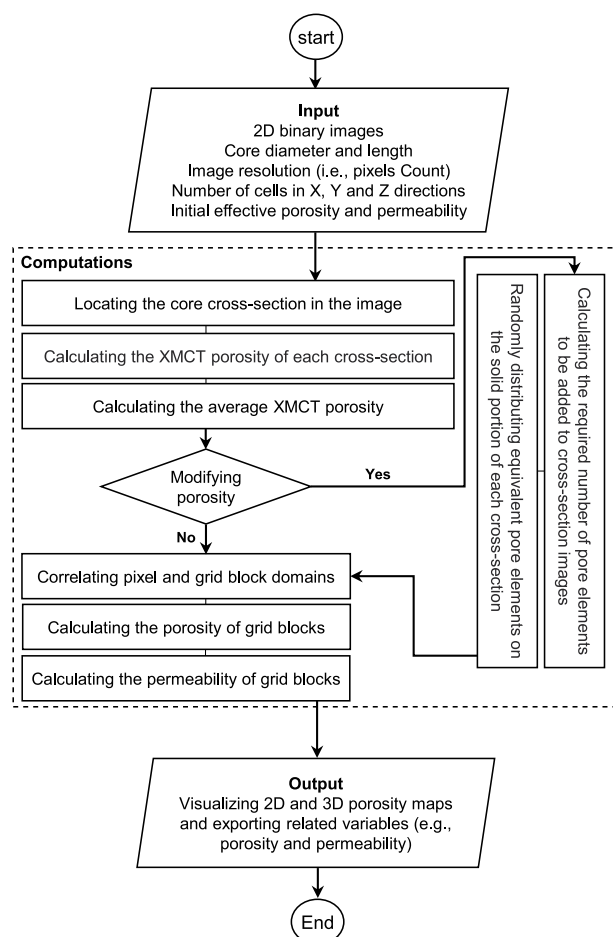 start
Input
2D binary images
Core diameter and length
Image resolution (i.e., pixels Count)
Number of cells in X, Y and Z directions
Initial effective porosity and permeability
Computations
Locating the core cross-section in the image
Calculating the XMCT porosity of each cross-section
Calculating the average XMCT porosity
Modifying
porosity
Yes
Calculating the required number of pore elements
to be added to cross-section images
Randomly distributing equivalent pore elements on
the solid portion of each cross-section
No
Correlating pixel and grid block domains
Calculating the porosity of grid blocks
Calculating the permeability of grid blocks
Output
Visualizing 2D and 3D porosity maps
and exporting related variables (e.g.,
porosity and permeability)
End